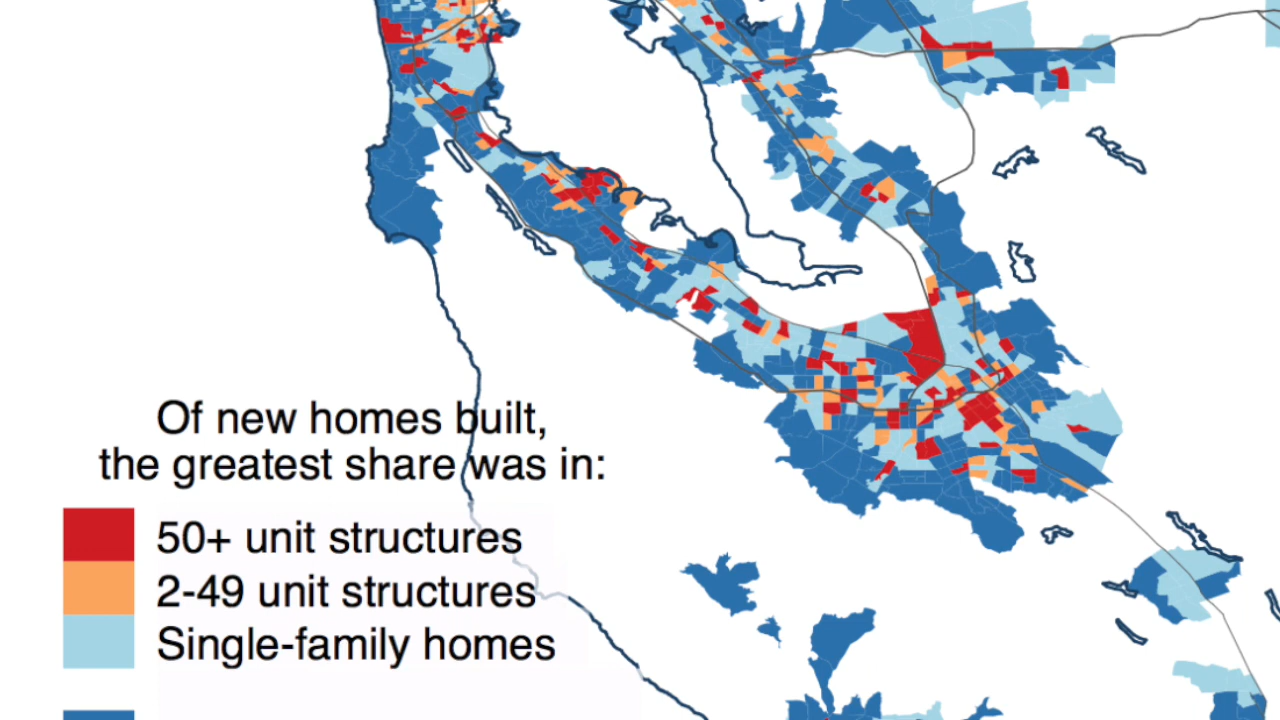 Of new homes built,
the greatest share was in:
50+ unit structures
2-49 unit structures
Single-family homes